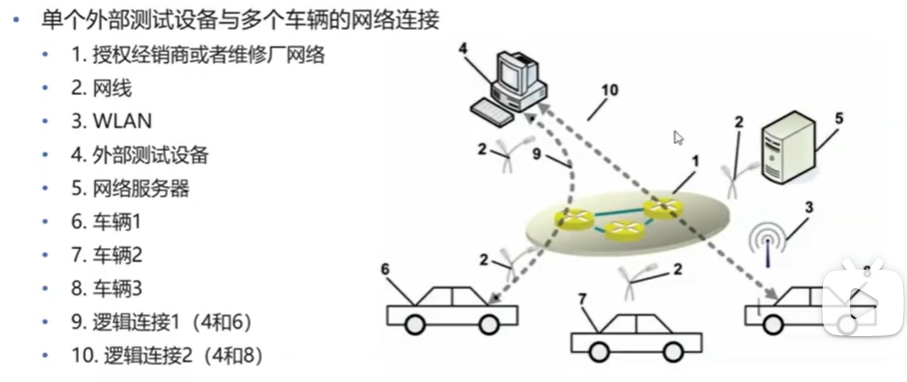 单个外部测试设备与多个车辆的网络连接
1. 授权经销商或者维修厂网络
2. 网线
3. WLAN
4. 外部测试设备
5. 网络服务器
6. 车辆1
7. 车辆2
8. 车辆3
9. 逻辑连接1（4和6）
10. 逻辑连接2（4和8）
4
10
2
5
2
9
1
3
2
6
2
7
8